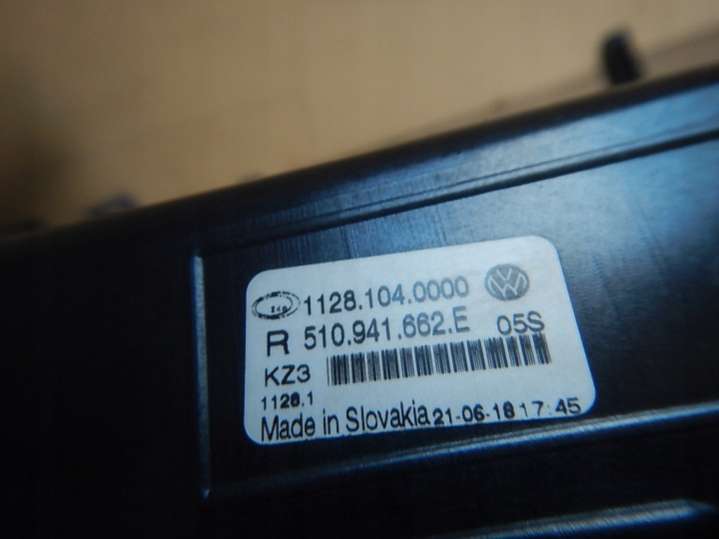 1128.104.0000
R 510.941.662.E 05S
KZ3
1128.1
Made in Slovakia 21-06-18 17:45